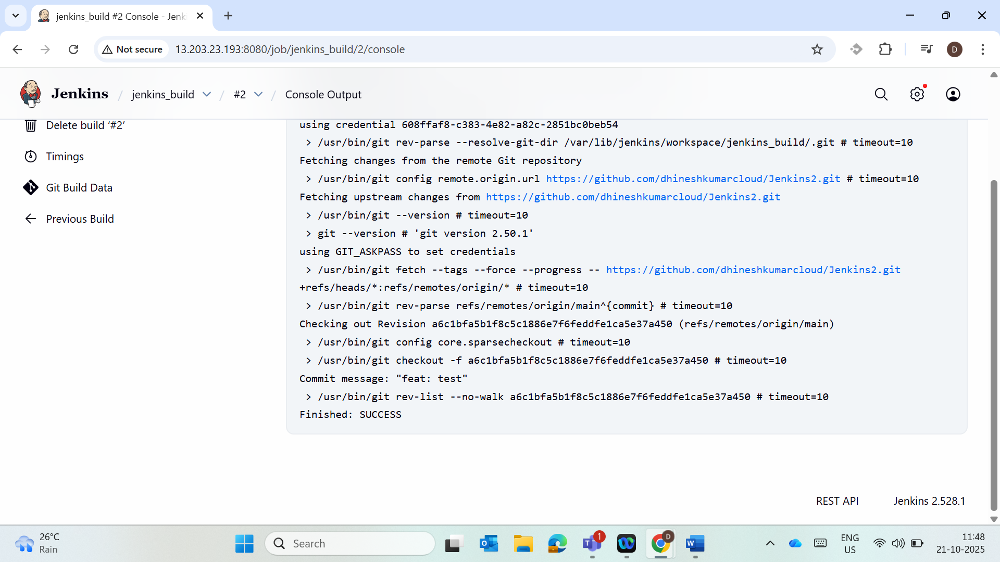 jenkins_build #2 Console - Jenk
Not secure
13.203.23.193:8080/job/jenkins_build/2/console
D
Jenkins / jenkins_build / #2 / Console Output
Delete build ‘#2’
Timings
Git Build Data
Previous Build
using credential 608ffaf8-c383-4e82-a82c-2851bc0beb54
> /usr/bin/git rev-parse --resolve-git-dir /var/lib/jenkins/workspace/jenkins_build/.git # timeout=10
Fetching changes from the remote Git repository
> /usr/bin/git config remote.origin.url https://github.com/dhineshkumarcloud/Jenkins2.git # timeout=10
Fetching upstream changes from https://github.com/dhineshkumarcloud/Jenkins2.git
> /usr/bin/git --version # timeout=10
> git --version # 'git version 2.50.1'
using GIT_ASKPASS to set credentials
> /usr/bin/git fetch --tags --force --progress -- https://github.com/dhineshkumarcloud/Jenkins2.git
+refs/heads/*:refs/remotes/origin/* # timeout=10
> /usr/bin/git rev-parse refs/remotes/origin/main^{commit} # timeout=10
Checking out Revision a6c1bfa5b1f8c5c1886e7f6feddfe1ca5e37a450 (refs/remotes/origin/main)
> /usr/bin/git config core.sparsecheckout # timeout=10
> /usr/bin/git checkout -f a6c1bfa5b1f8c5c1886e7f6feddfe1ca5e37a450 # timeout=10
Commit message: "feat: test"
> /usr/bin/git rev-list --no-walk a6c1bfa5b1f8c5c1886e7f6feddfe1ca5e37a450 # timeout=10
Finished: SUCCESS
REST API
Jenkins 2.528.1
26°C
Rain
Search
1
D
ENG
US
11:48
21-10-2025